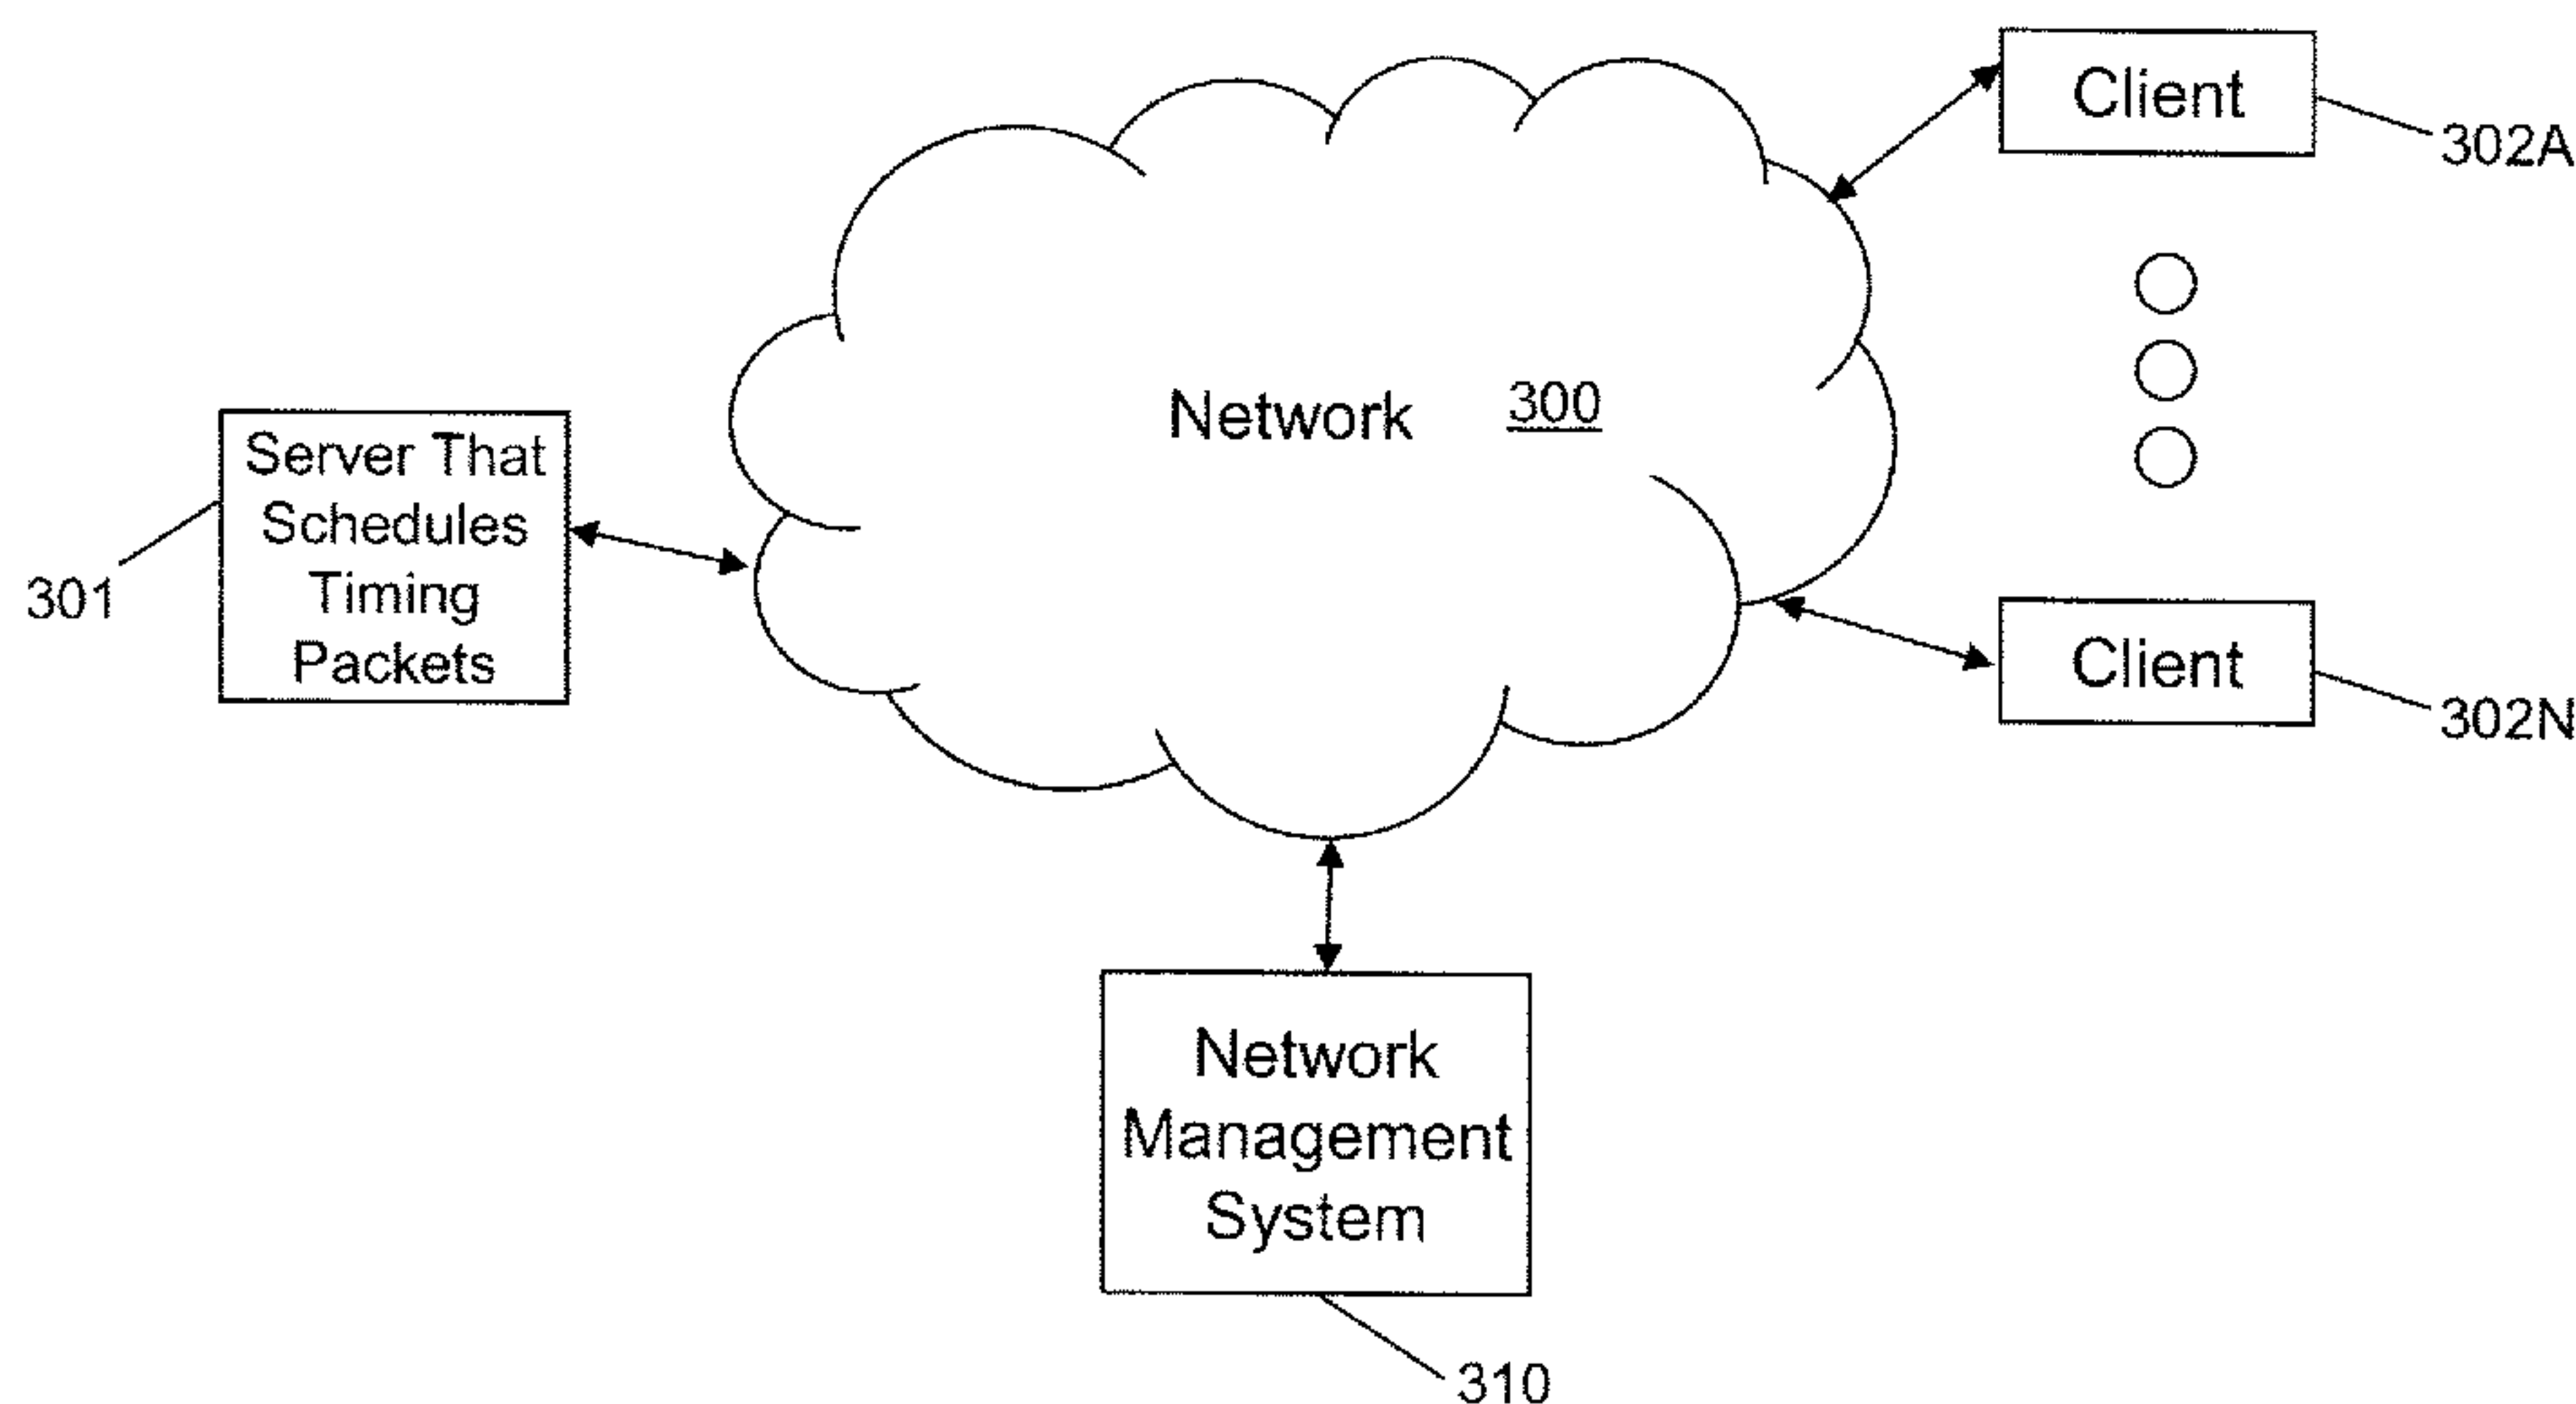 Client
302A
Network 300
Server That
Schedules
Timing
Packets
301
Client
302N
Network
Management
System
310